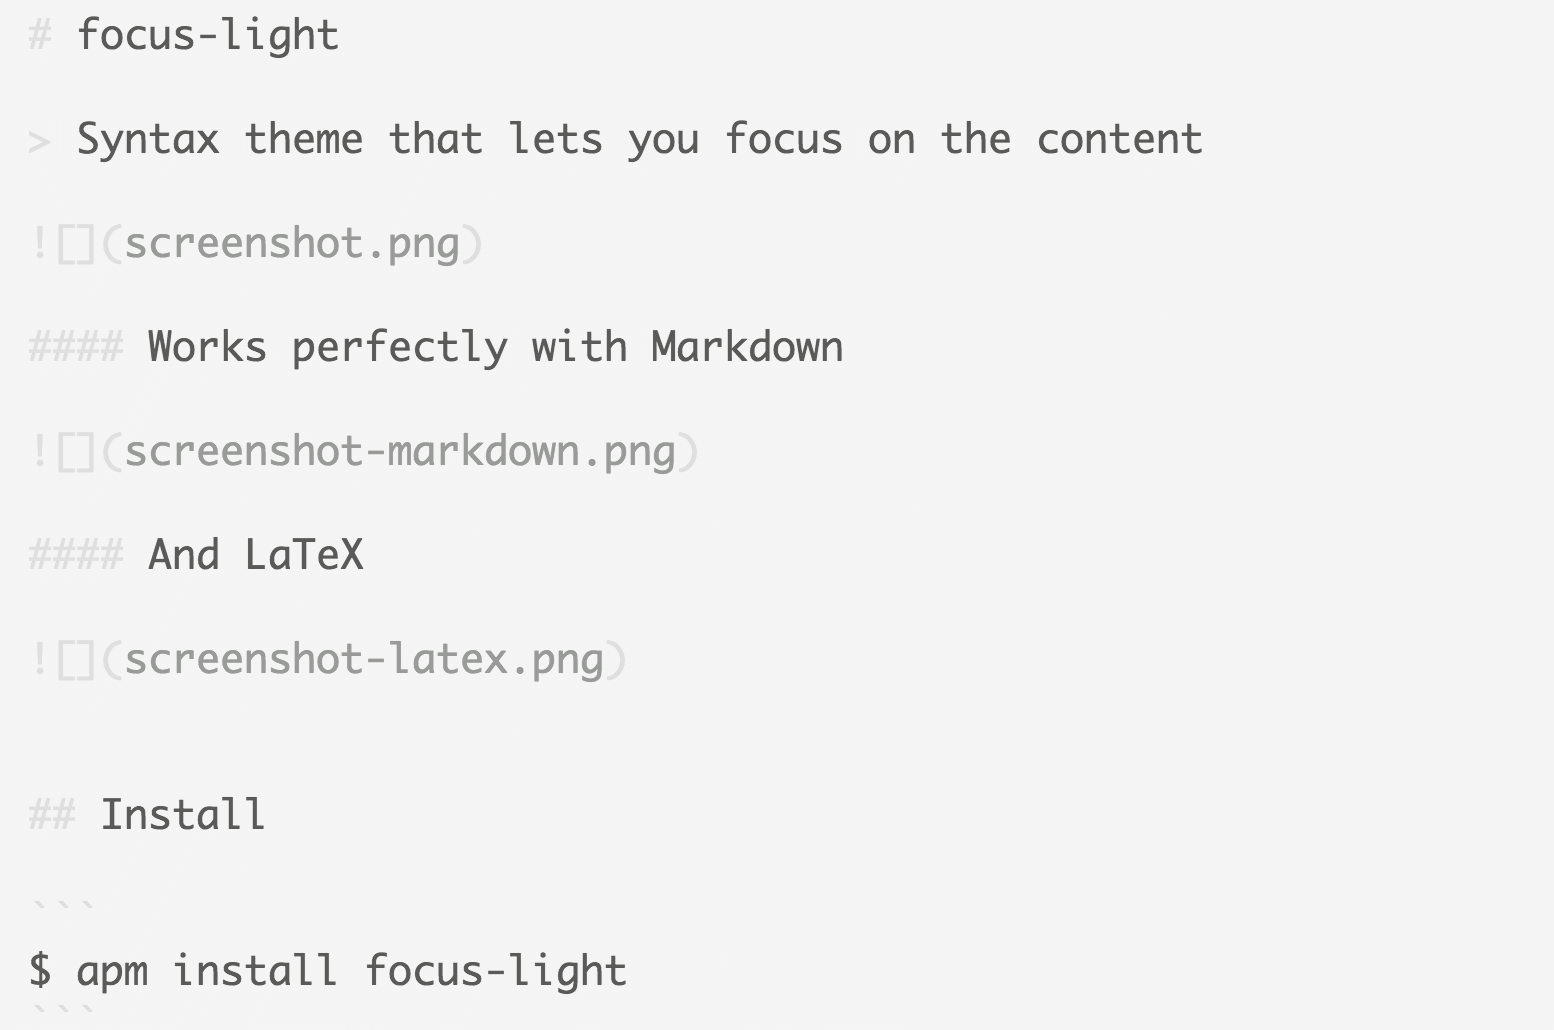 # focus-light
> Syntax theme that lets you focus on the content
![](screenshot.png)
#### Works perfectly with Markdown
![](screenshot-markdown.png)
#### And LaTeX
![](screenshot-latex.png)
## Install
```
$ apm install focus-light
```